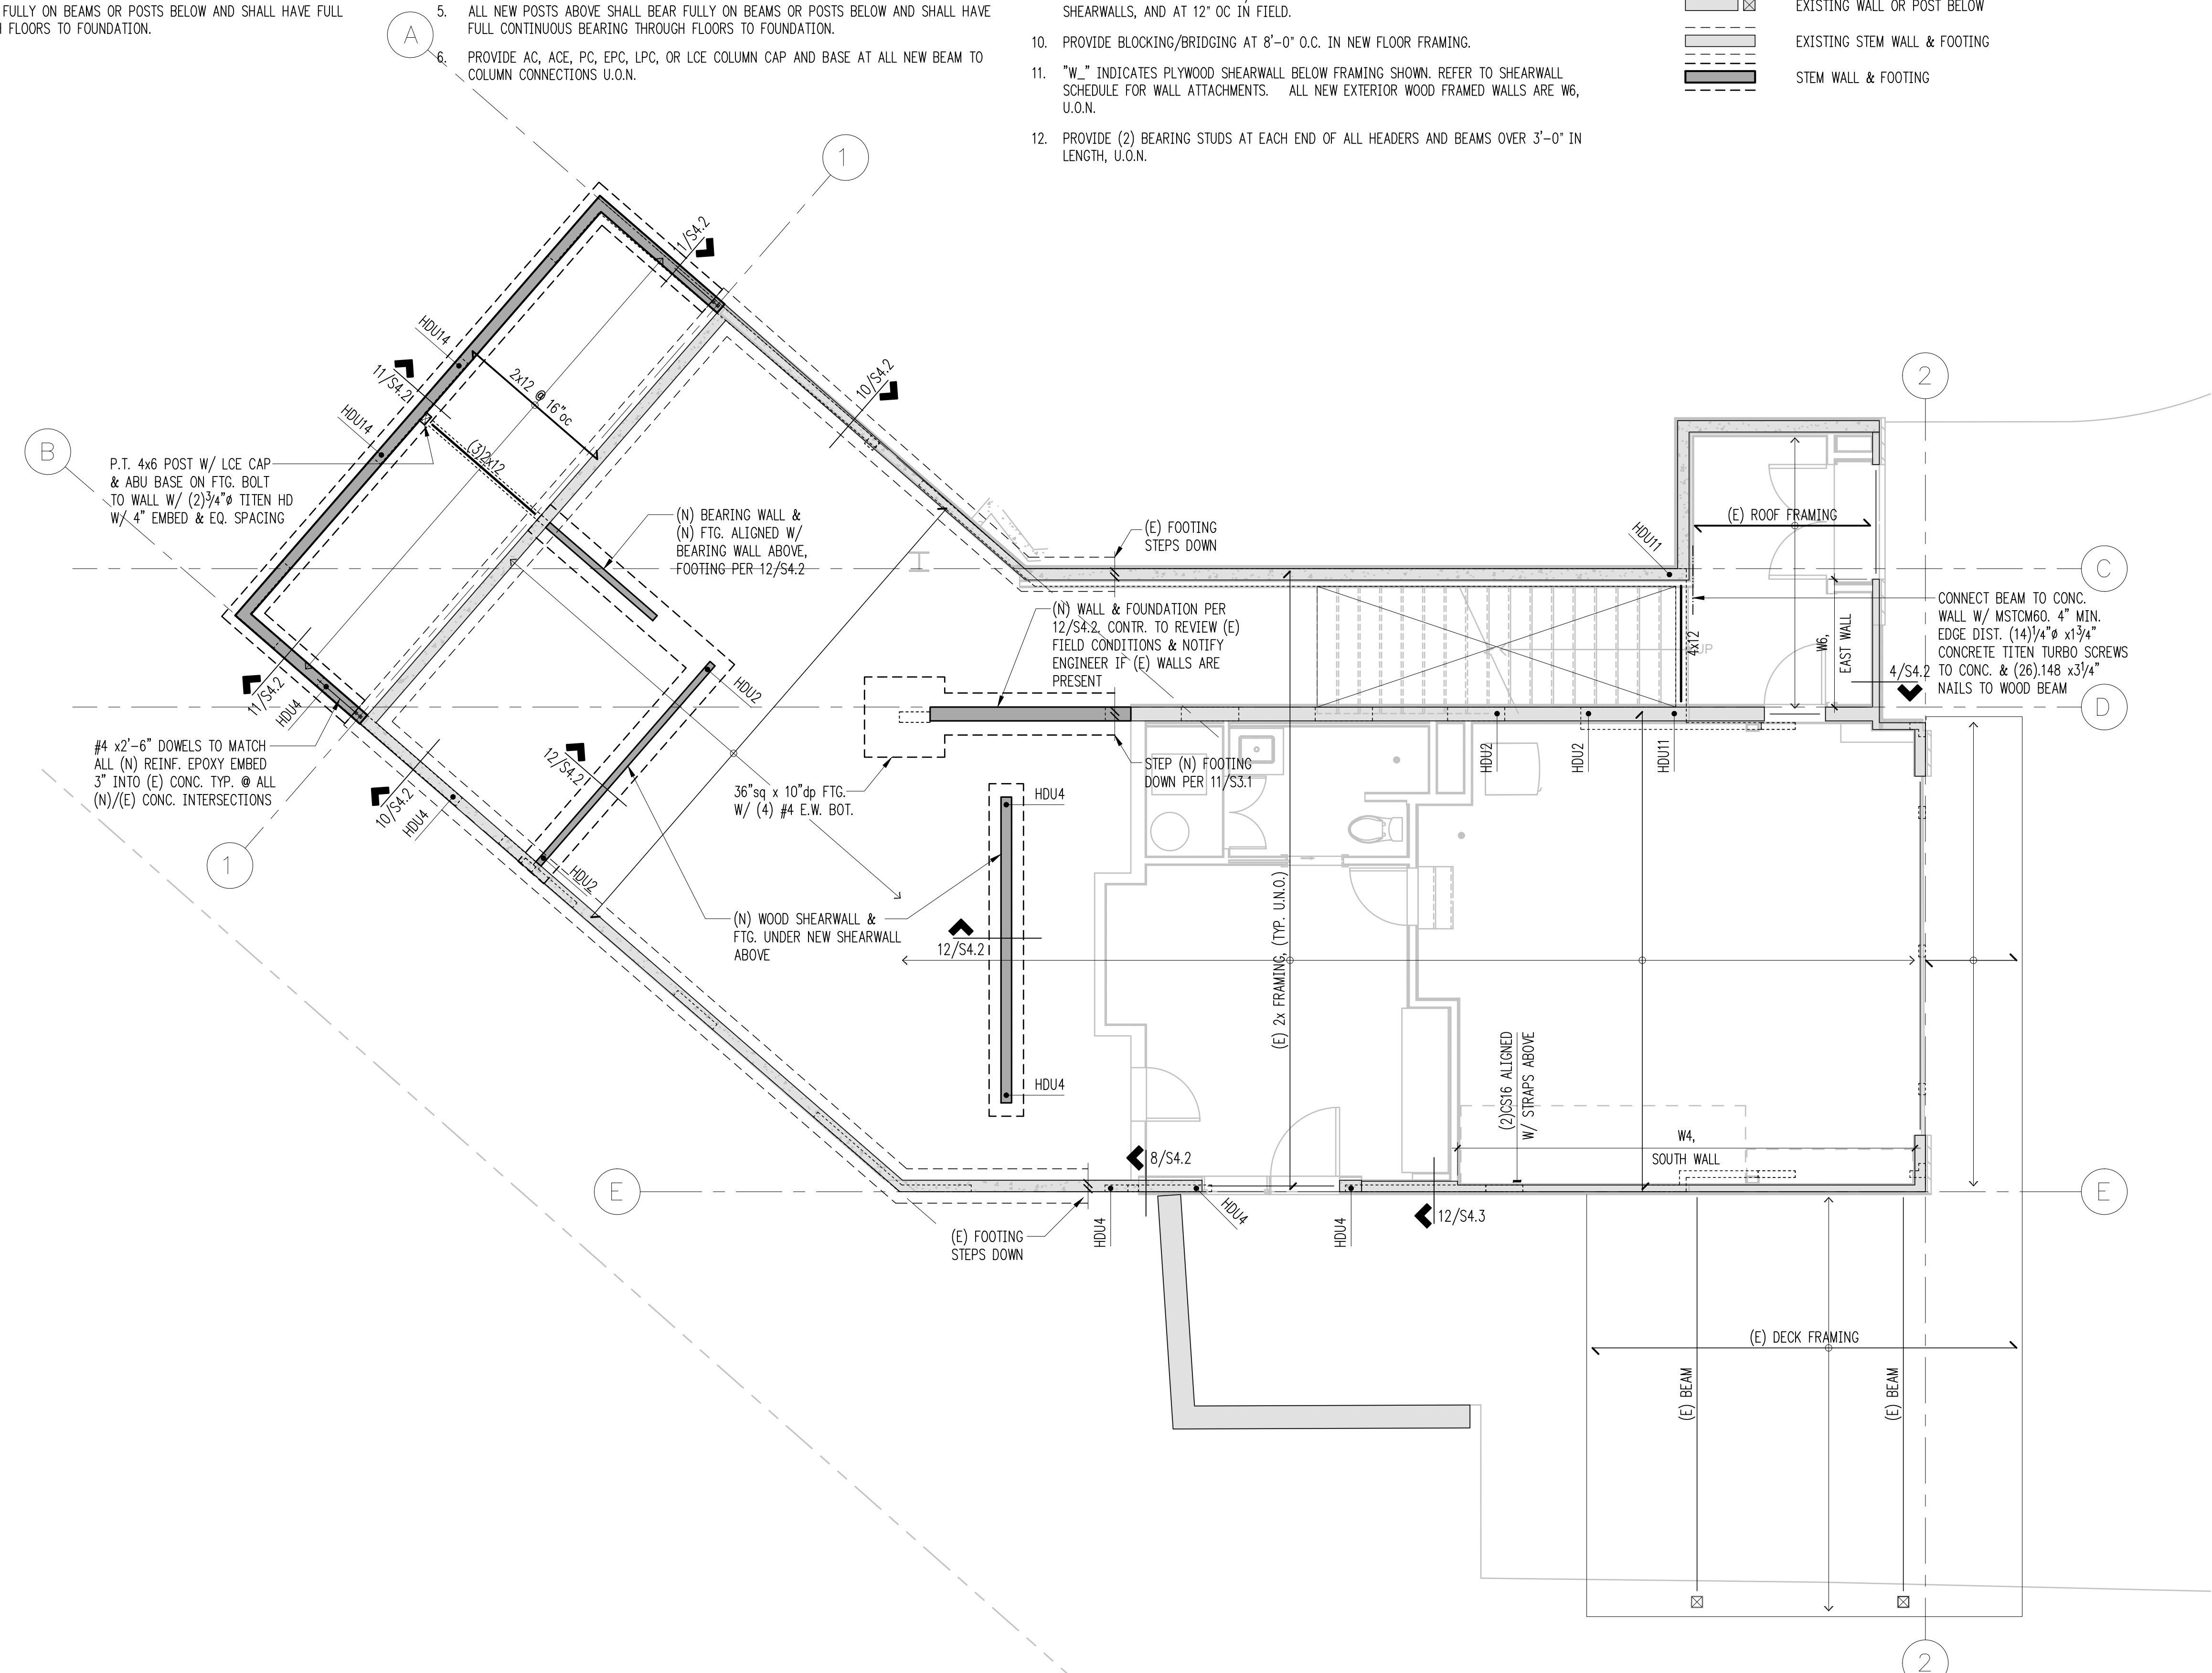 FULLY ON BEAMS OR POSTS BELOW AND SHALL HAVE FULL
FLOORS TO FOUNDATION.
5. ALL NEW POSTS ABOVE SHALL BEAR FULLY ON BEAMS OR POSTS BELOW AND SHALL HAVE
FULL CONTINUOUS BEARING THROUGH FLOORS TO FOUNDATION.
6. PROVIDE AC, ACE, PC, EPC, LPC, OR LCE COLUMN CAP AND BASE AT ALL NEW BEAM TO
COLUMN CONNECTIONS U.O.N.
SHEARWALLS, AND AT 12" OC IN FIELD.
10. PROVIDE BLOCKING/BRIDGING AT 8'-0" O.C. IN NEW FLOOR FRAMING.
11. "W_" INDICATES PLYWOOD SHEARWALL BELOW FRAMING SHOWN. REFER TO SHEARWALL
SCHEDULE FOR WALL ATTACHMENTS. ALL NEW EXTERIOR WOOD FRAMED WALLS ARE W6,
U.O.N.
12. PROVIDE (2) BEARING STUDS AT EACH END OF ALL HEADERS AND BEAMS OVER 3'-0" IN
LENGTH, U.O.N.
EXISTING WALL OR POST BELOW
EXISTING STEM WALL & FOOTING
STEM WALL & FOOTING
A
1
B
2
C
D
E
E
1
2
11/S4.2
HDU14
11/S4.2
HDU14
2x12 @ 16"oc
(3)2x12
10/S4.2
P.T. 4x6 POST W/ LCE CAP
& ABU BASE ON FTG. BOLT
TO WALL W/ (2)3/4"ø TITEN HD
W/ 4" EMBED & EQ. SPACING
(N) BEARING WALL &
(N) FTG. ALIGNED W/
BEARING WALL ABOVE,
FOOTING PER 12/S4.2
(E) FOOTING
STEPS DOWN
HDU11
(E) ROOF FRAMING
(N) WALL & FOUNDATION PER
12/S4.2. CONTR. TO REVIEW (E)
FIELD CONDITIONS & NOTIFY
ENGINEER IF (E) WALLS ARE
PRESENT
UP
4x12
W6,
EAST WALL
CONNECT BEAM TO CONC.
WALL W/ MSTCM60. 4" MIN.
EDGE DIST. (14)1/4"ø x1 3/4"
CONCRETE TITEN TURBO SCREWS
TO CONC. & (26).148 x3 1/4"
NAILS TO WOOD BEAM
4/S4.2
11/S4.2
HDU4
HDU2
#4 x2'-6" DOWELS TO MATCH
ALL (N) REINF. EPOXY EMBED
3" INTO (E) CONC. TYP. @ ALL
(N)/(E) CONC. INTERSECTIONS
12/S4.2
10/S4.2
HDU4
36"sq x 10"dp FTG.
W/ (4) #4 E.W. BOT.
STEP (N) FOOTING
DOWN PER 11/S3.1
HDU2
HDU2
HDU11
HDU4
HDU2
(N) WOOD SHEARWALL &
FTG. UNDER NEW SHEARWALL
ABOVE
12/S4.2
(E) 2x FRAMING, (TYP. U.N.O.)
HDU4
(2)CS16 ALIGNED
W/ STRAPS ABOVE
W4,
SOUTH WALL
8/S4.2
HDU4
HDU4
HDU4
12/S4.3
(E) FOOTING
STEPS DOWN
(E) DECK FRAMING
(E) BEAM
(E) BEAM